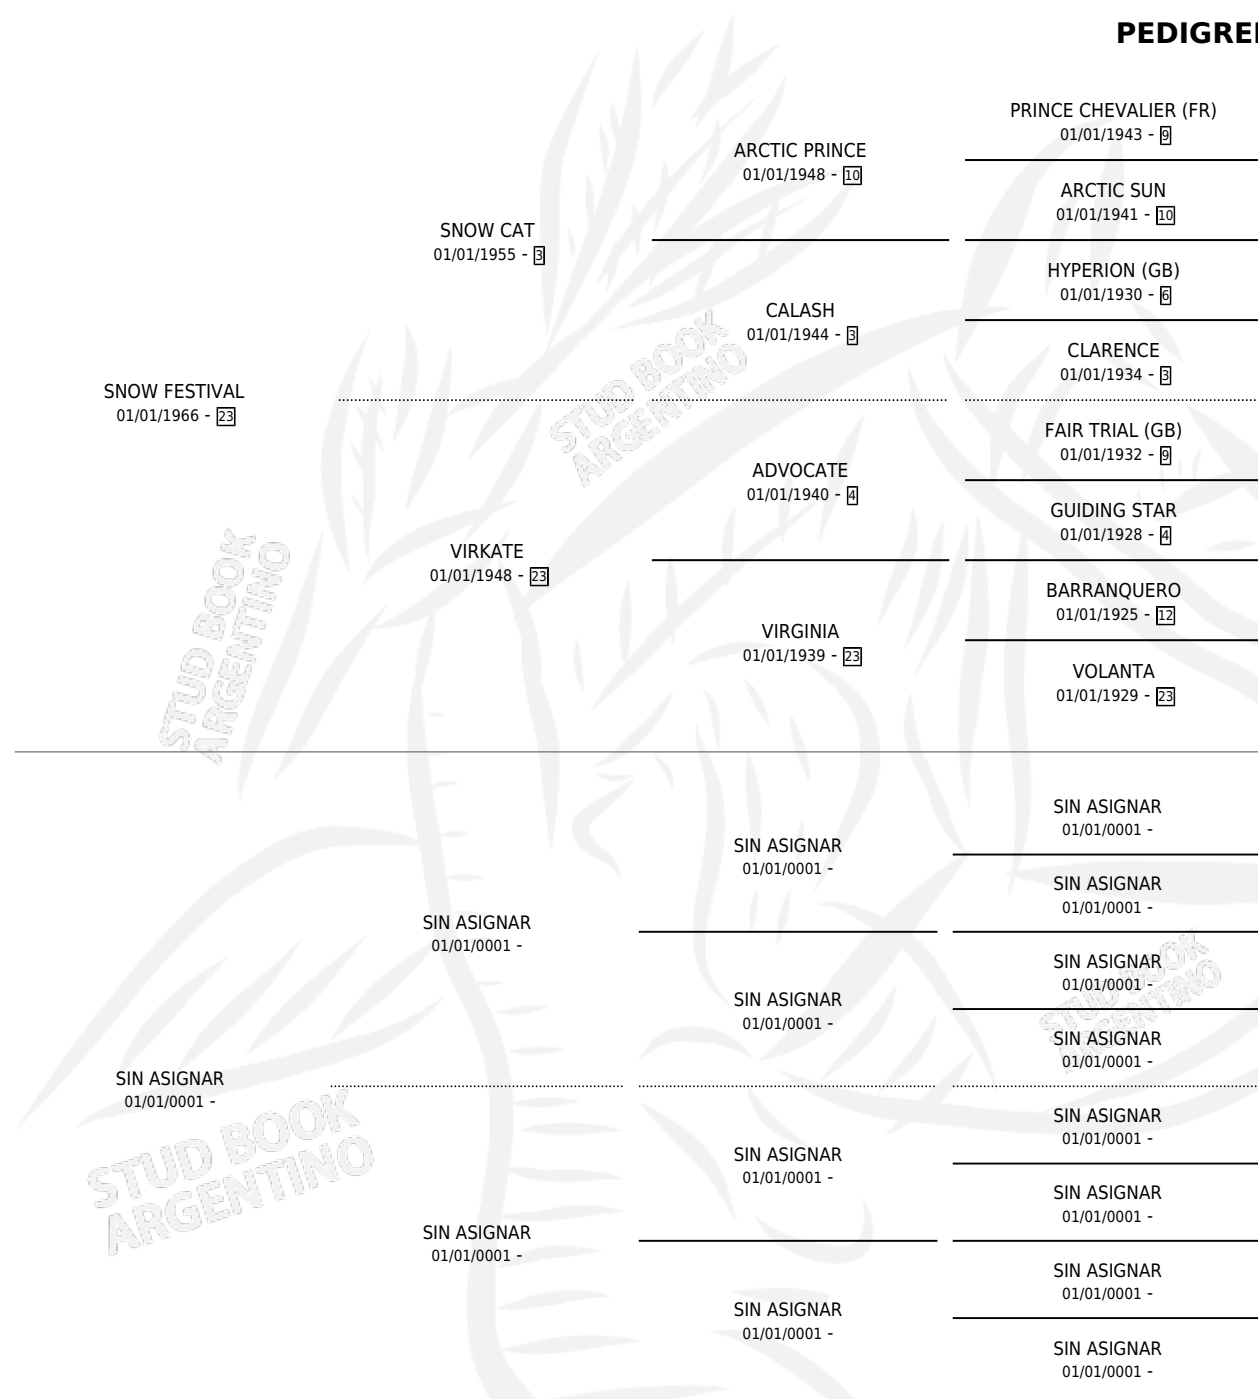 PEDIGREE
PRINCE CHEVALIER (FR)
01/01/1943 - 9
ARCTIC PRINCE
01/01/1948 - 10
ARCTIC SUN
01/01/1941 - 10
SNOW CAT
01/01/1955 - 3
HYPERION (GB)
01/01/1930 - 6
CALASH
01/01/1944 - 3
CLARENCE
01/01/1934 - 3
SNOW FESTIVAL
01/01/1966 - 23
FAIR TRIAL (GB)
01/01/1932 - 9
ADVOCATE
01/01/1940 - 4
GUIDING STAR
01/01/1928 - 4
VIRKATE
01/01/1948 - 23
BARRANQUERO
01/01/1925 - 12
VIRGINIA
01/01/1939 - 23
VOLANTA
01/01/1929 - 23
SIN ASIGNAR
01/01/0001 -
SIN ASIGNAR
01/01/0001 -
SIN ASIGNAR
01/01/0001 -
SIN ASIGNAR
01/01/0001 -
SIN ASIGNAR
01/01/0001 -
SIN ASIGNAR
01/01/0001 -
SIN ASIGNAR
01/01/0001 -
SIN ASIGNAR
01/01/0001 -
SIN ASIGNAR
01/01/0001 -
SIN ASIGNAR
01/01/0001 -
SIN ASIGNAR
01/01/0001 -
SIN ASIGNAR
01/01/0001 -
SIN ASIGNAR
01/01/0001 -
SIN ASIGNAR
01/01/0001 -
SIN ASIGNAR
01/01/0001 -
STUD BOOK
ARGENTINO
STUD BOOK
ARGENTINO
STUD BOOK
ARGENTINO
STUD BOOK
ARGENTINO